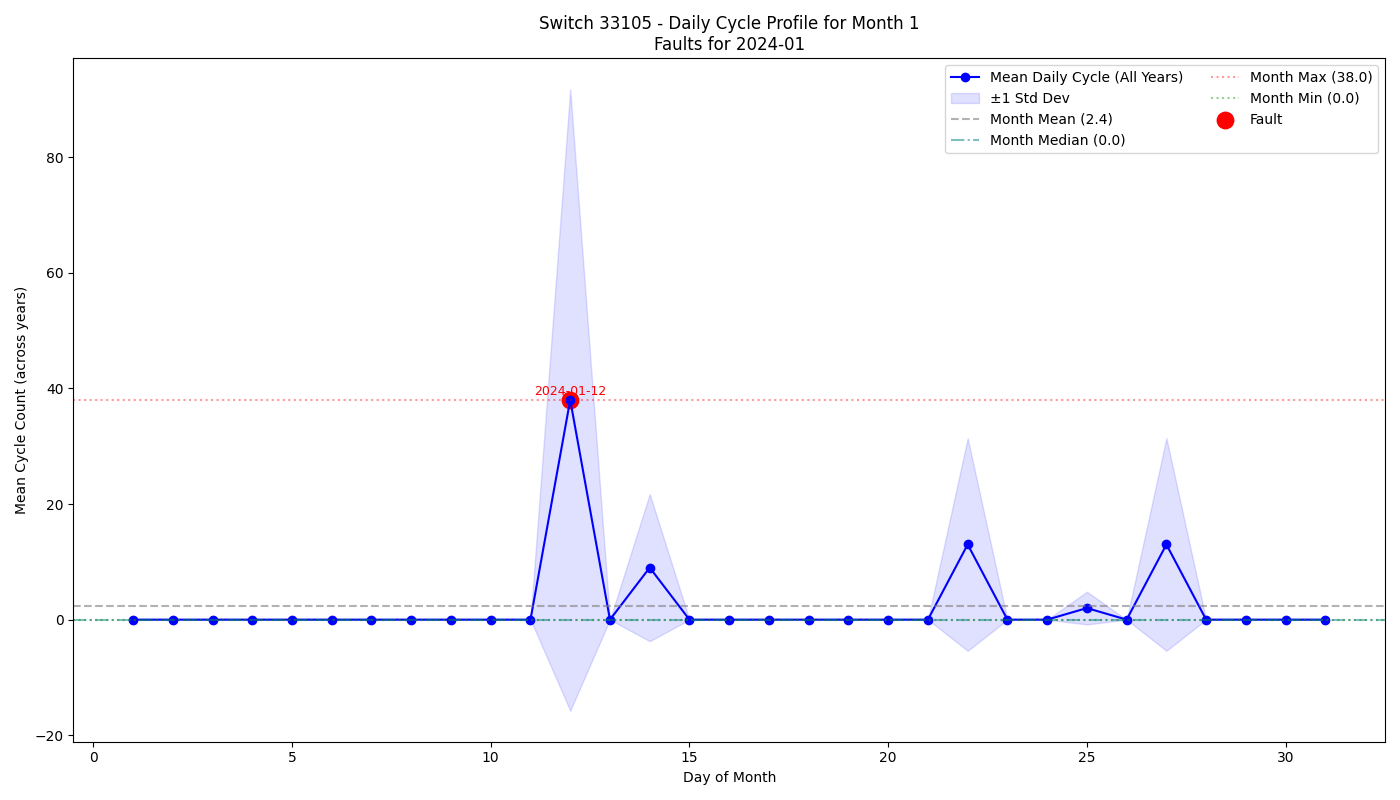 Switch 33105 - Daily Cycle Profile for Month 1
Faults for 2024-01
Mean Daily Cycle (All Years)
±1 Std Dev
Month Mean (2.4)
Month Median (0.0)
Month Max (38.0)
Month Min (0.0)
Fault
Mean Cycle Count (across years)
80
60
40
20
0
−20
2024-01-12
0
5
10
15
20
25
30
Day of Month